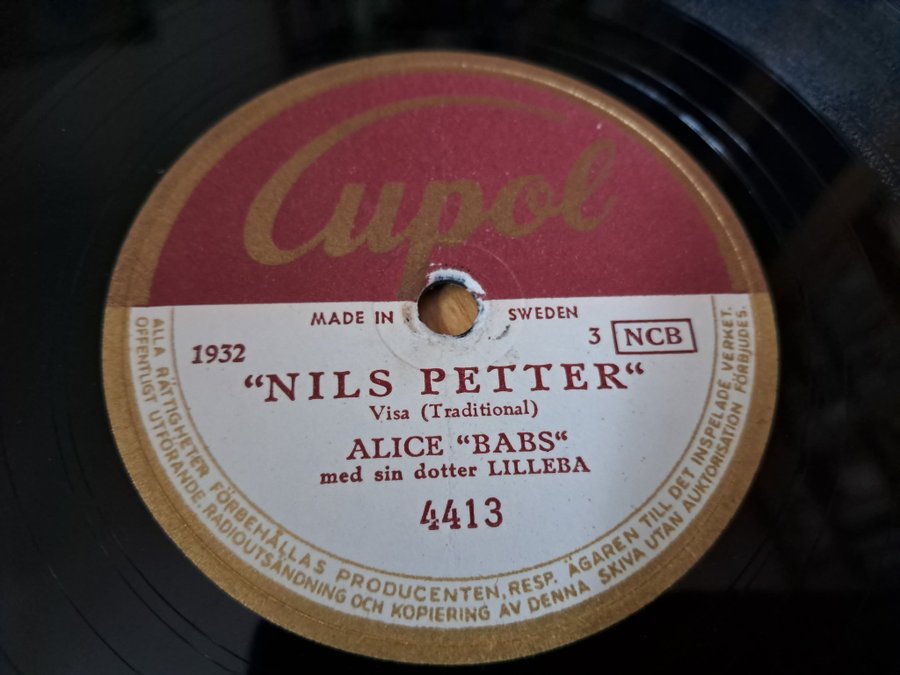 Cupol
MADE IN SWEDEN
1932 3 NCB
“NILS PETTER“
Visa (Traditional)
ALICE “BABS“
med sin dotter LILLEBA
4413
ALLA RÄTTIGHETER FÖRBEHÅLLAS PRODUCENTEN, RESP. ÄGAREN TILL DET INSPELADE VERKET.
OFFENTLIGT UTFÖRANDE. RADIOUTSÄNDNING OCH KOPIERING AV DENNA SKIVA UTAN AUKTORISATION FÖRBJUDES.